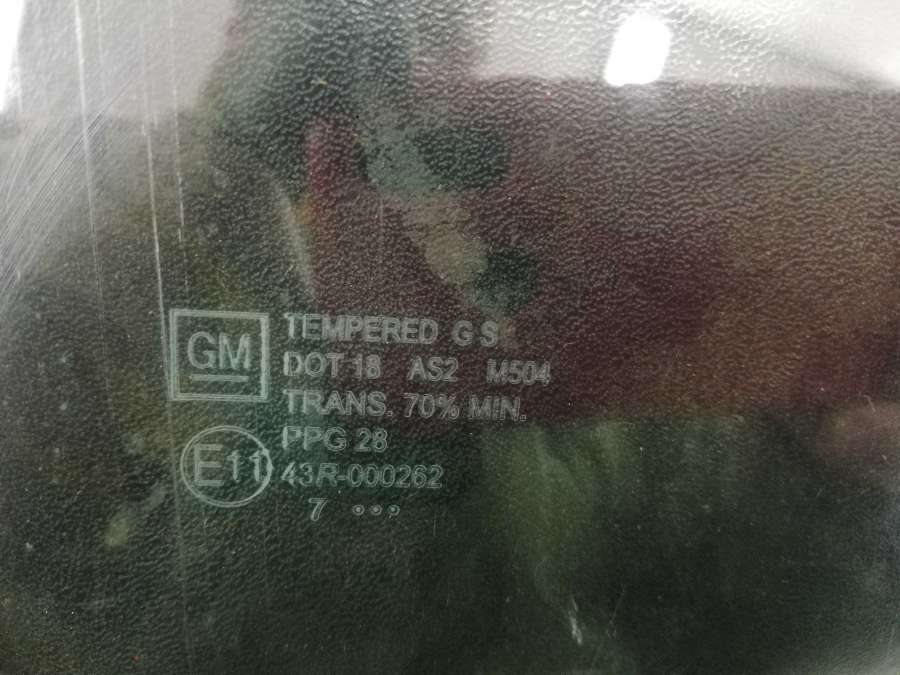 GM
TEMPERED G S
DOT 18 AS2 M504
TRANS. 70% MIN.
PPG 28
E11 43R-000262
7 •••